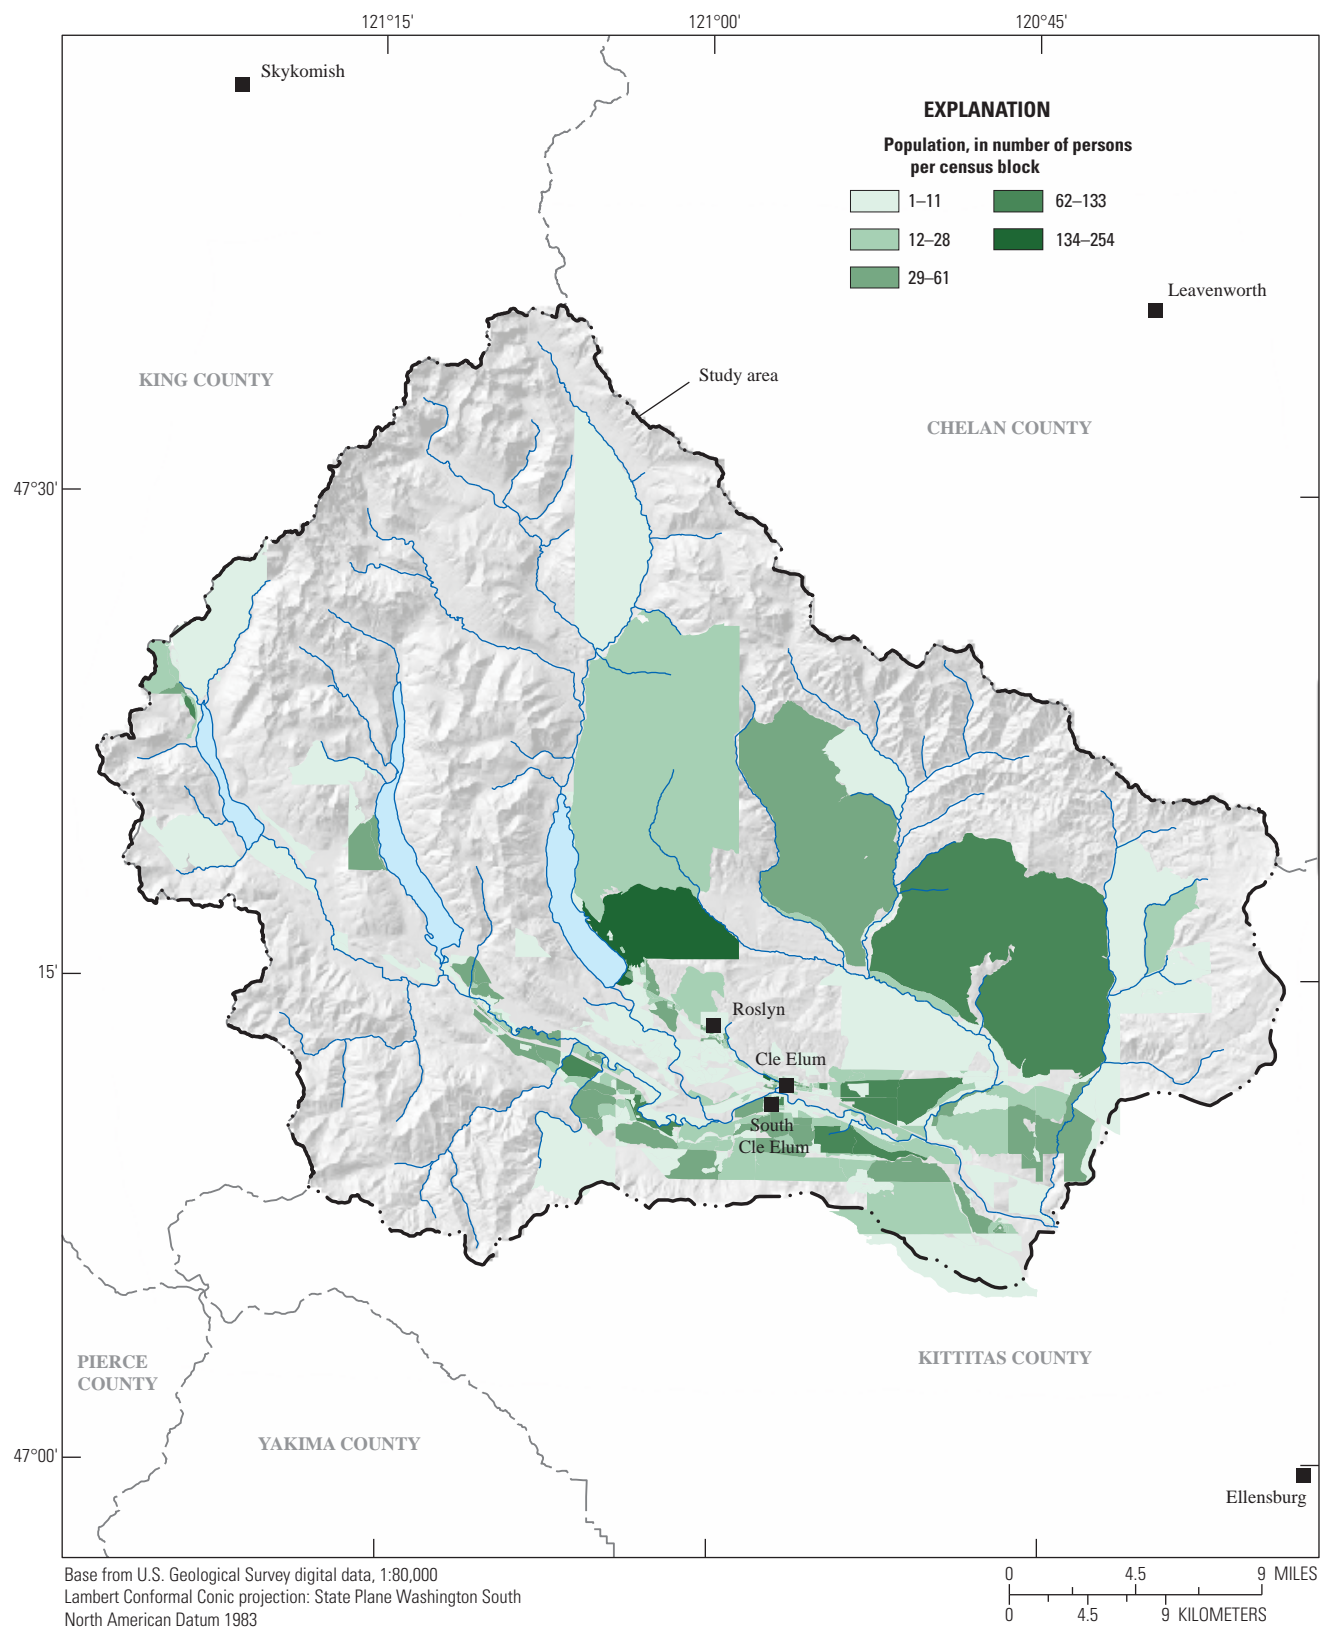 121°15'
121°00'
120°45'
Skykomish
EXPLANATION
Population, in number of persons
per census block
1–11
62–133
12–28
134–254
29–61
Leavenworth
KING COUNTY
Study area
CHELAN COUNTY
47°30'
15'
Roslyn
Cle Elum
South
Cle Elum
PIERCE
COUNTY
KITTITAS COUNTY
YAKIMA COUNTY
47°00'
Ellensburg
Base from U.S. Geological Survey digital data, 1:80,000
Lambert Conformal Conic projection: State Plane Washington South
North American Datum 1983
0 4.5 9 MILES
0 4.5 9 KILOMETERS